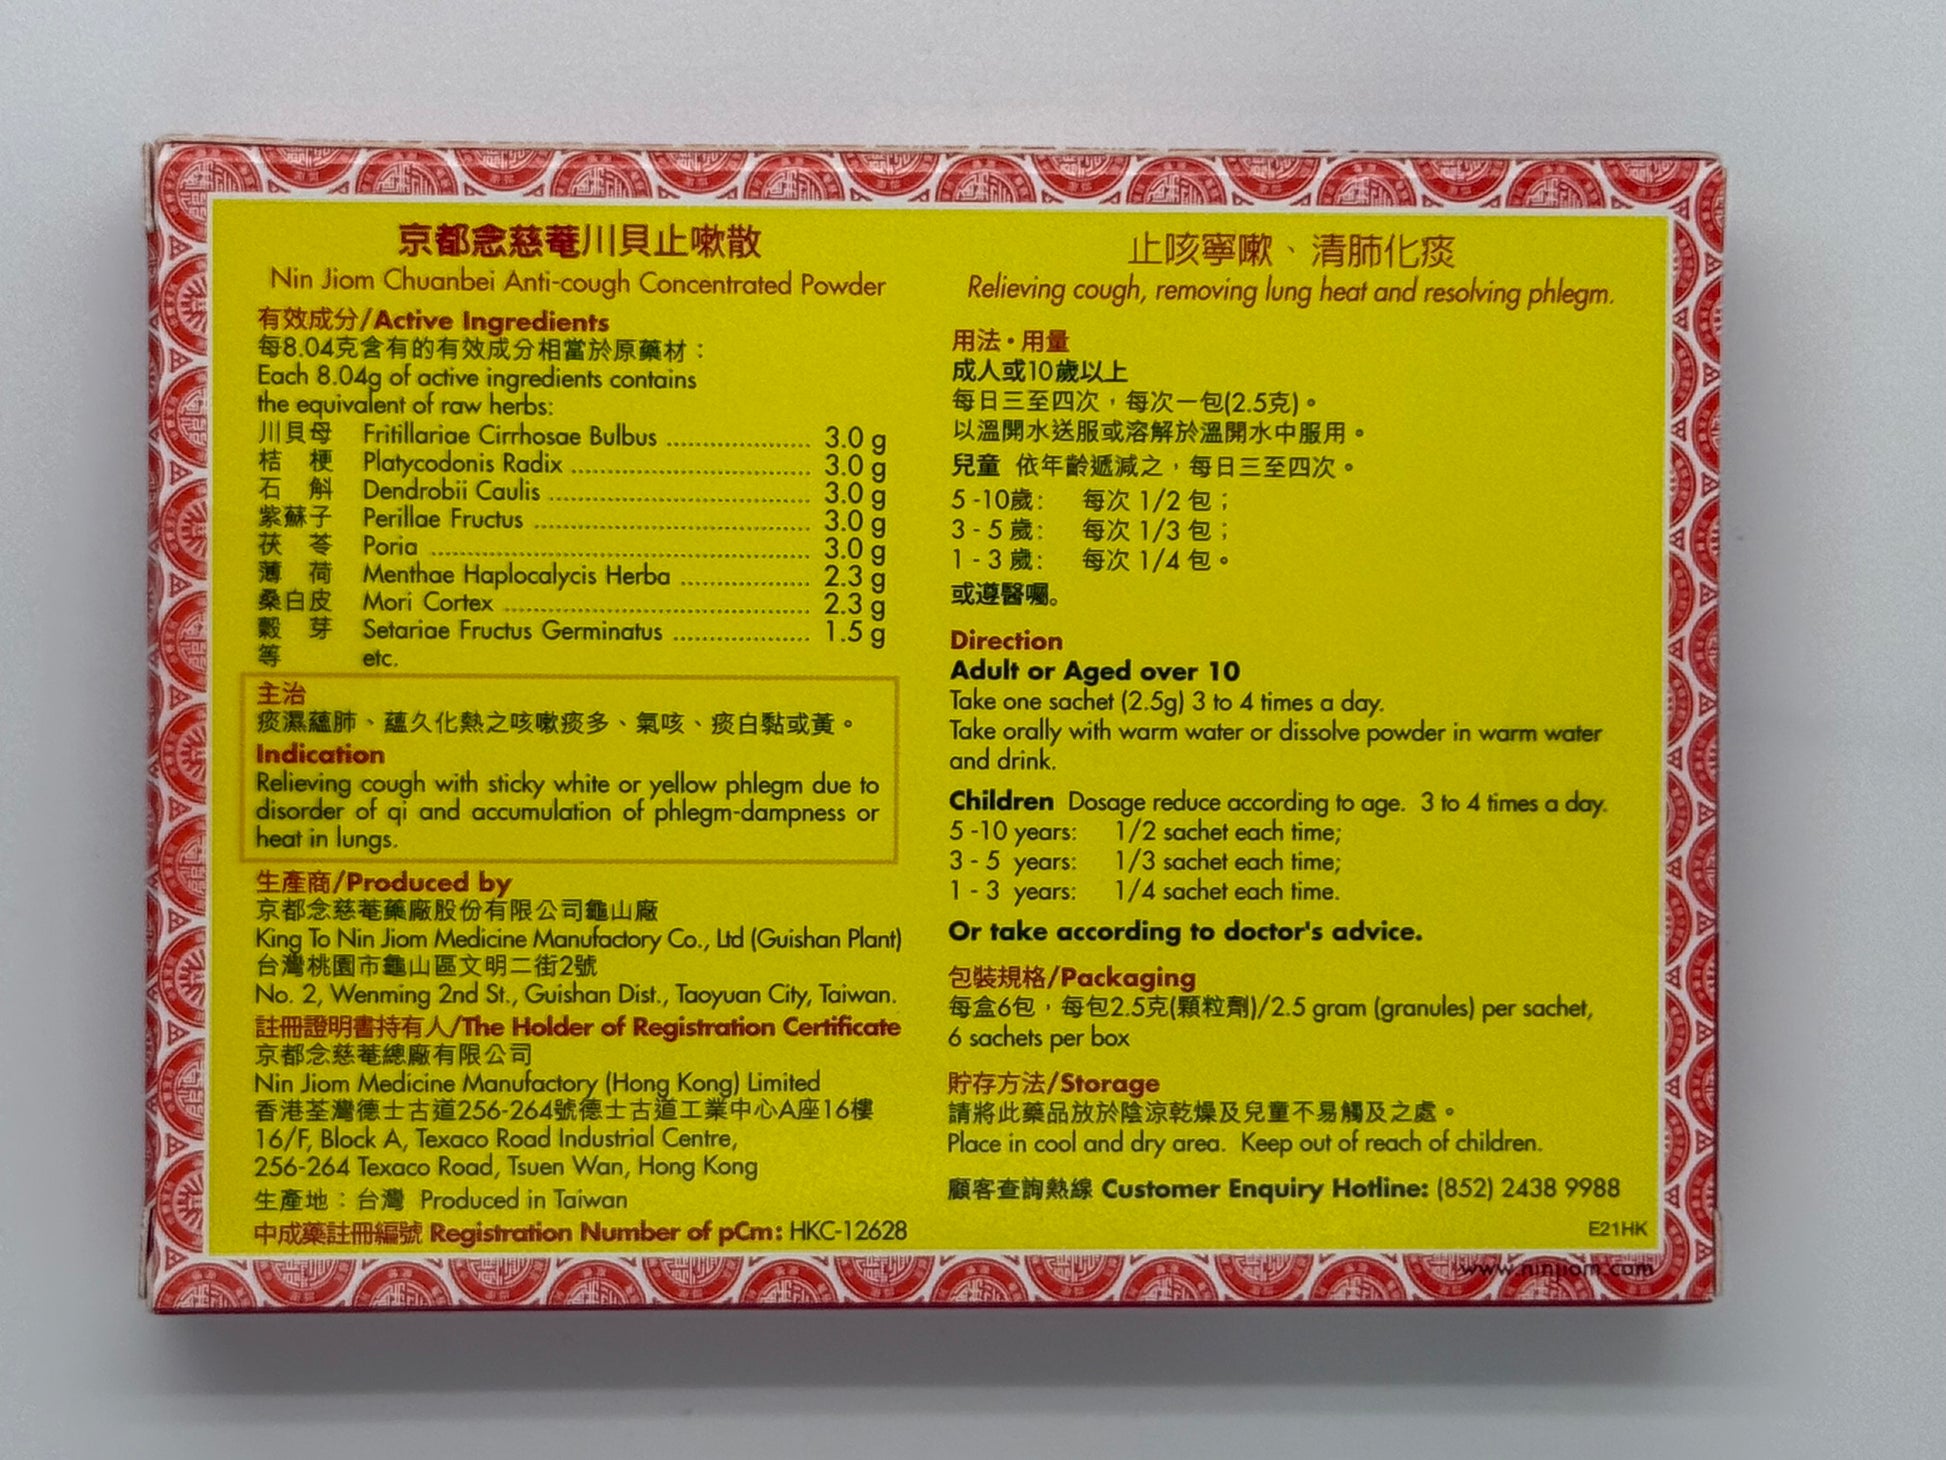 京都念慈菴川貝止嗽散
Nin Jiom Chuanbei Anti-cough Concentrated Powder
有效成分/Active Ingredients
每8.04克含有的有效成分相當於原藥材：
Each 8.04g of active ingredients contains
the equivalent of raw herbs:
川貝母 Fritillariae Cirrhosae Bulbus 3.0 g
桔梗 Platycodonis Radix 3.0 g
石斛 Dendrobii Caulis 3.0 g
紫蘇子 Perillae Fructus 3.0 g
茯苓 Poria 3.0 g
薄荷 Menthae Haplocalycis Herba 2.3 g
桑白皮 Mori Cortex 2.3 g
穀芽 Setariae Fructus Germinatus 1.5 g
等 etc.
主治
痰濕蘊肺、蘊久化熱之咳嗽痰多、氣咳、痰白黏或黃。
Indication
Relieving cough with sticky white or yellow phlegm due to
disorder of qi and accumulation of phlegm-dampness or
heat in lungs.
生產商/Produced by
京都念慈菴藥廠股份有限公司龜山廠
King To Nin Jiom Medicine Manufactory Co., Ltd (Guishan Plant)
台灣桃園市龜山區文明二街2號
No. 2, Wenming 2nd St., Guishan Dist., Taoyuan City, Taiwan.
註冊證明書持有人/The Holder of Registration Certificate
京都念慈菴總廠有限公司
Nin Jiom Medicine Manufactory (Hong Kong) Limited
香港荃灣德士古道256-264號德士古道工業中心A座16樓
16/F, Block A, Texaco Road Industrial Centre,
256-264 Texaco Road, Tsuen Wan, Hong Kong
生產地：台灣 Produced in Taiwan
中成藥註冊編號 Registration Number of pCm: HKC-12628
止咳寧嗽、清肺化痰
Relieving cough, removing lung heat and resolving phlegm.
用法・用量
成人或10歲以上
每日三至四次，每次一包(2.5克)。
以溫開水送服或溶解於溫開水中服用。
兒童 依年齡遞減之，每日三至四次。
5 -10歲： 每次 1/2 包；
3 - 5 歲： 每次 1/3 包；
1 - 3 歲： 每次 1/4 包。
或遵醫囑。
Direction
Adult or Aged over 10
Take one sachet (2.5g) 3 to 4 times a day.
Take orally with warm water or dissolve powder in warm water
and drink.
Children Dosage reduce according to age. 3 to 4 times a day.
5 -10 years: 1/2 sachet each time;
3 - 5 years: 1/3 sachet each time;
1 - 3 years: 1/4 sachet each time.
Or take according to doctor's advice.
包裝規格/Packaging
每盒6包，每包2.5克(顆粒劑)/2.5 gram (granules) per sachet,
6 sachets per box
貯存方法/Storage
請將此藥品放於陰涼乾燥及兒童不易觸及之處。
Place in cool and dry area. Keep out of reach of children.
顧客查詢熱線 Customer Enquiry Hotline: (852) 2438 9988
E21HK
www.ninjiom.com